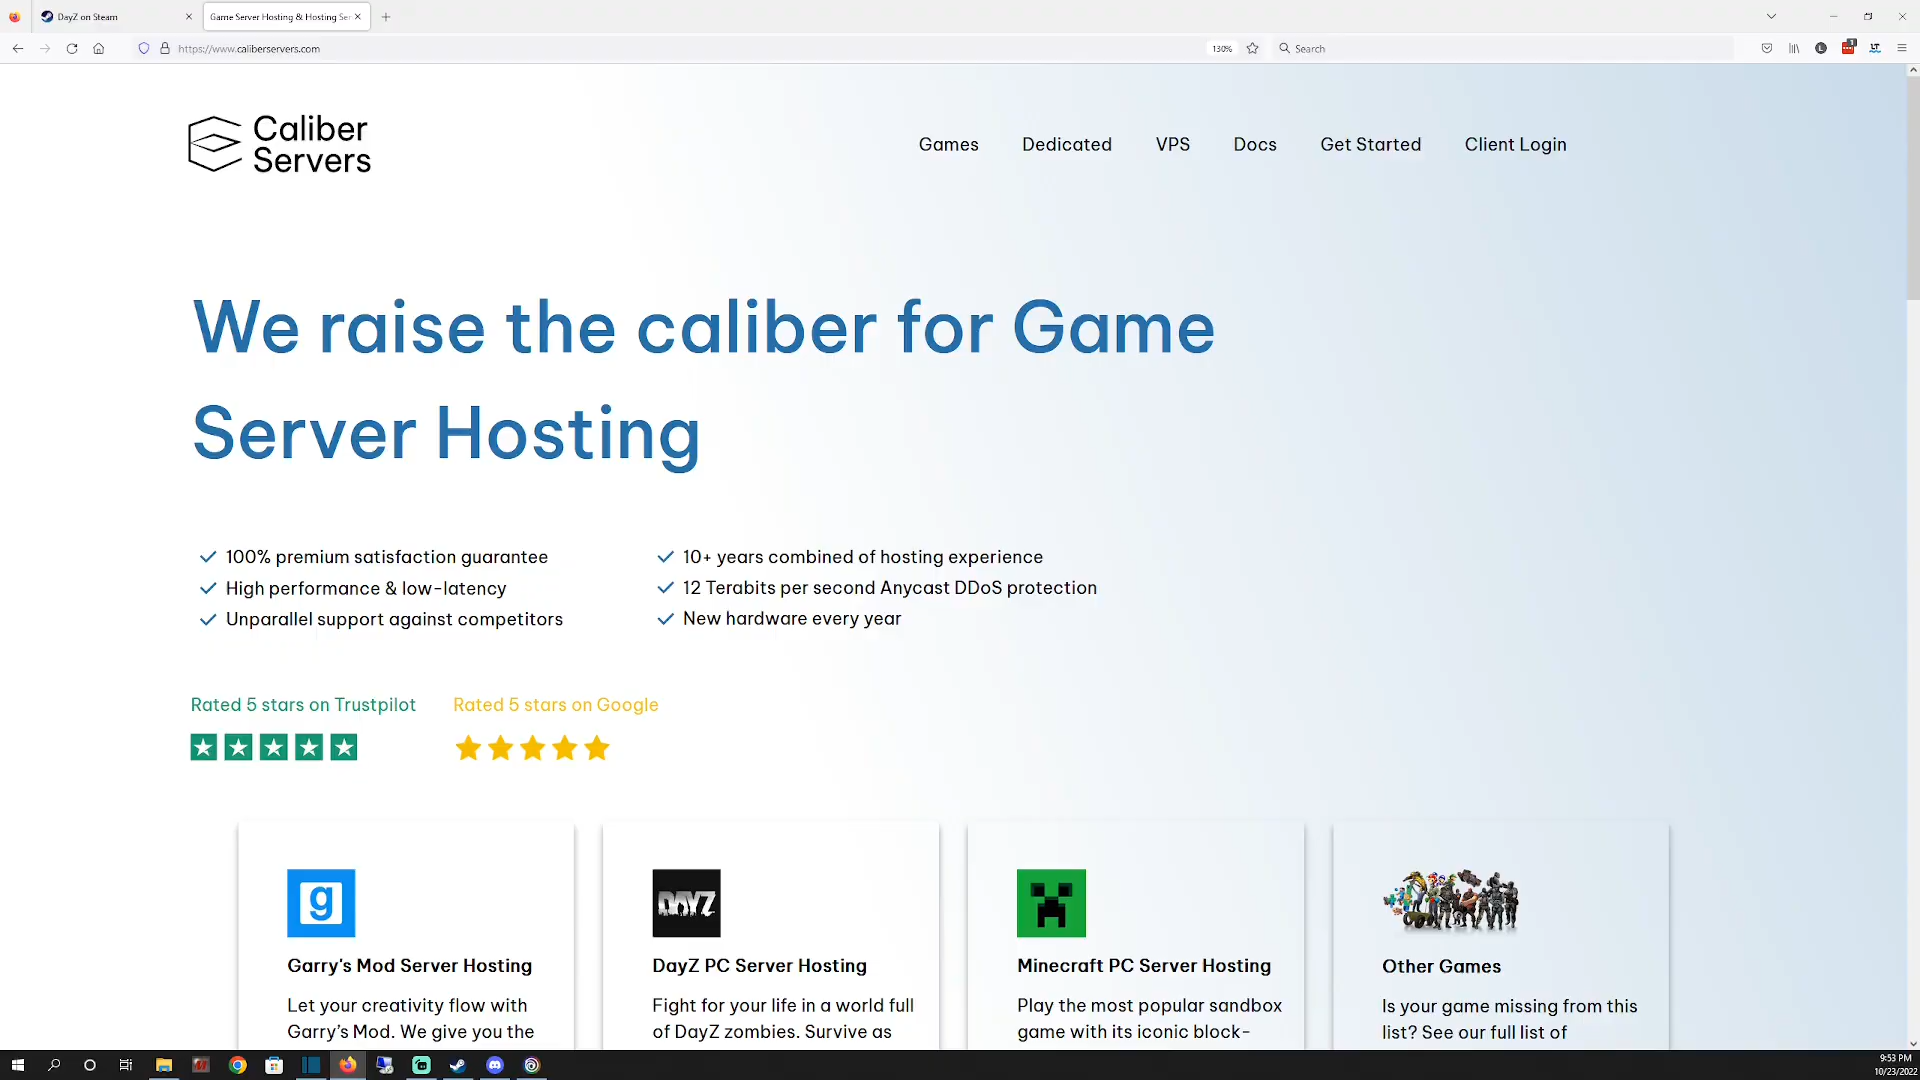 DayZ on Steam
Game Server Hosting & Hosting Ser
https://www.caliberservers.com
130%
Search
Caliber
Servers
Games
Dedicated
VPS
Docs
Get Started
Client Login
We raise the caliber for Game
Server Hosting
100% premium satisfaction guarantee
High performance & low-latency
Unparallel support against competitors
10+ years combined of hosting experience
12 Terabits per second Anycast DDoS protection
New hardware every year
Rated 5 stars on Trustpilot
Rated 5 stars on Google
g
Garry's Mod Server Hosting
Let your creativity flow with
Garry's Mod. We give you the
DAYZ
DayZ PC Server Hosting
Fight for your life in a world full
of DayZ zombies. Survive as
Minecraft PC Server Hosting
Play the most popular sandbox
game with its iconic block-
Other Games
Is your game missing from this
list? See our full list of
9:53 PM
10/23/2022